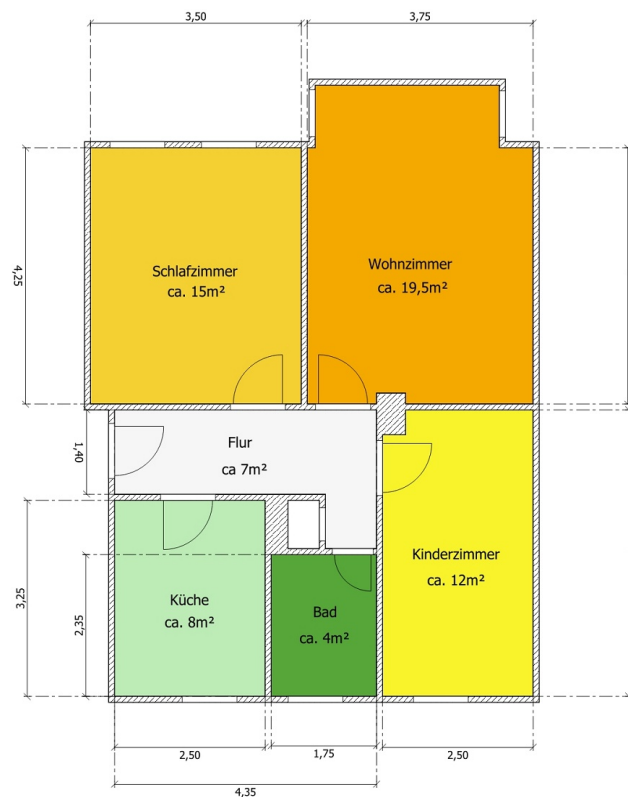 3,50
3,75
4,25
Schlafzimmer
ca. 15m²
Wohnzimmer
ca. 19,5m²
1,40
Flur
ca 7m²
3,25
2,35
Küche
ca. 8m²
Bad
ca. 4m²
Kinderzimmer
ca. 12m²
2,50
1,75
2,50
4,35